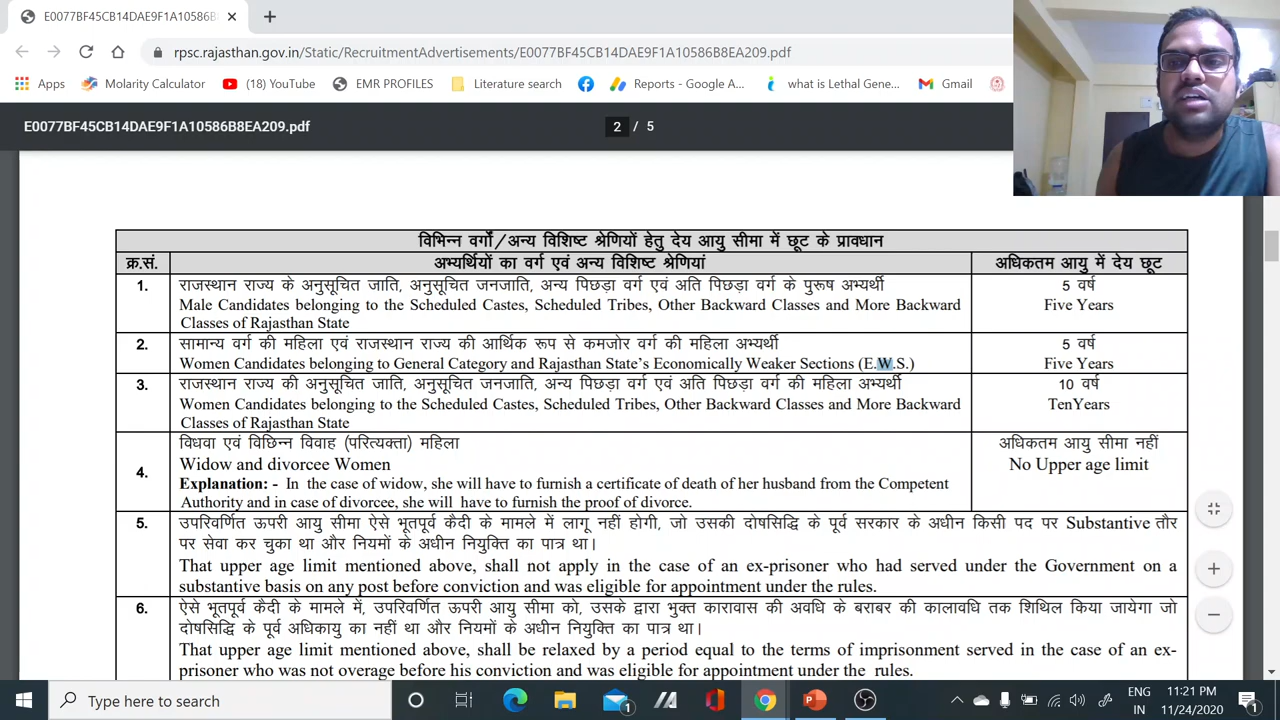 E0077BF45CB14DAE9F1A10586B8
rpsc.rajasthan.gov.in/Static/RecruitmentAdvertisements/E0077BF45CB14DAE9F1A10586B8EA209.pdf
Apps Molarity Calculator (18) YouTube EMR PROFILES Literature search Reports - Google A... what is Lethal Gene... Gmail
E0077BF45CB14DAE9F1A10586B8EA209.pdf 2 / 5
विभिन्न वर्गों/अन्य विशिष्ट श्रेणियों हेतु देय आयु सीमा में छूट के प्रावधान
क्र.सं. अभ्यर्थियों का वर्ग एवं अन्य विशिष्ट श्रेणियां अधिकतम आयु में देय छूट
1. राजस्थान राज्य के अनुसूचित जाति, अनुसूचित जनजाति, अन्य पिछड़ा वर्ग एवं अति पिछड़ा वर्ग के पुरूष अभ्यर्थी 5 वर्ष
Male Candidates belonging to the Scheduled Castes, Scheduled Tribes, Other Backward Classes and More Backward Five Years
Classes of Rajasthan State
2. सामान्य वर्ग की महिला एवं राजस्थान राज्य की आर्थिक रूप से कमजोर वर्ग की महिला अभ्यर्थी 5 वर्ष
Women Candidates belonging to General Category and Rajasthan State's Economically Weaker Sections (E.W.S.) Five Years
3. राजस्थान राज्य की अनुसूचित जाति, अनुसूचित जनजाति, अन्य पिछड़ा वर्ग एवं अति पिछड़ा वर्ग की महिला अभ्यर्थी 10 वर्ष
Women Candidates belonging to the Scheduled Castes, Scheduled Tribes, Other Backward Classes and More Backward TenYears
Classes of Rajasthan State
विधवा एवं विछिन्न विवाह (परित्यक्ता) महिला अधिकतम आयु सीमा नहीं
Widow and divorcee Women No Upper age limit
4. Explanation: - In the case of widow, she will have to furnish a certificate of death of her husband from the Competent
Authority and in case of divorcee, she will have to furnish the proof of divorce.
5. उपरिवर्णित ऊपरी आयु सीमा ऐसे भूतपूर्व कैदी के मामले में लागू नहीं होगी, जो उसकी दोषसिद्धि के पूर्व सरकार के अधीन किसी पद पर Substantive तौर
पर सेवा कर चुका था और नियमों के अधीन नियुक्ति का पात्र था।
That upper age limit mentioned above, shall not apply in the case of an ex-prisoner who had served under the Government on a
substantive basis on any post before conviction and was eligible for appointment under the rules.
6. ऐसे भूतपूर्व कैदी के मामले में, उपरिवर्णित ऊपरी आयु सीमा को, उसके द्वारा भुक्त कारावास की अवधि के बराबर की कालावधि तक शिथिल किया जायेगा जो
दोषसिद्धि के पूर्व अधिकायु का नहीं था और नियमों के अधीन नियुक्ति का पात्र था।
That upper age limit mentioned above, shall be relaxed by a period equal to the terms of imprisonment served in the case of an ex-
prisoner who was not overage before his conviction and was eligible for appointment under the rules.
Type here to search
1
ENG
IN
11:21 PM
11/24/2020
1